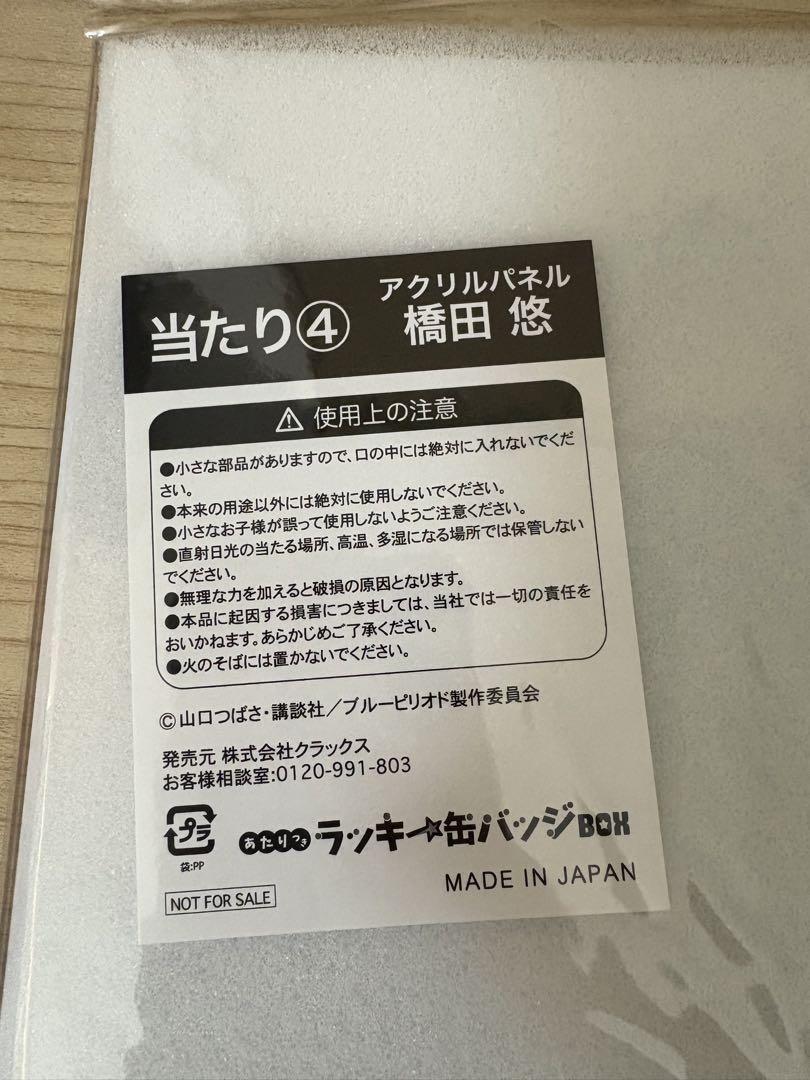 当たり④
アクリルパネル
橋田 悠
⚠ 使用上の注意
●小さな部品がありますので、口の中には絶対に入れないでくだ
さい。
●本来の用途以外には絶対に使用しないでください。
●小さなお子様が誤って使用しないようご注意ください。
●直射日光の当たる場所、高温、多湿になる場所では保管しない
でください。
●無理な力を加えると破損の原因となります。
●本品に起因する損害につきましては、当社では一切の責任を
おいかねます。あらかじめご了承ください。
●火のそばには置かないでください。
©山口つばさ・講談社／ブルーピリオド製作委員会
発売元 株式会社クラックス
お客様相談室:0120-991-803
プラ
袋:PP
あたりつき ラッキー★缶バッジBOX
NOT FOR SALE
MADE IN JAPAN